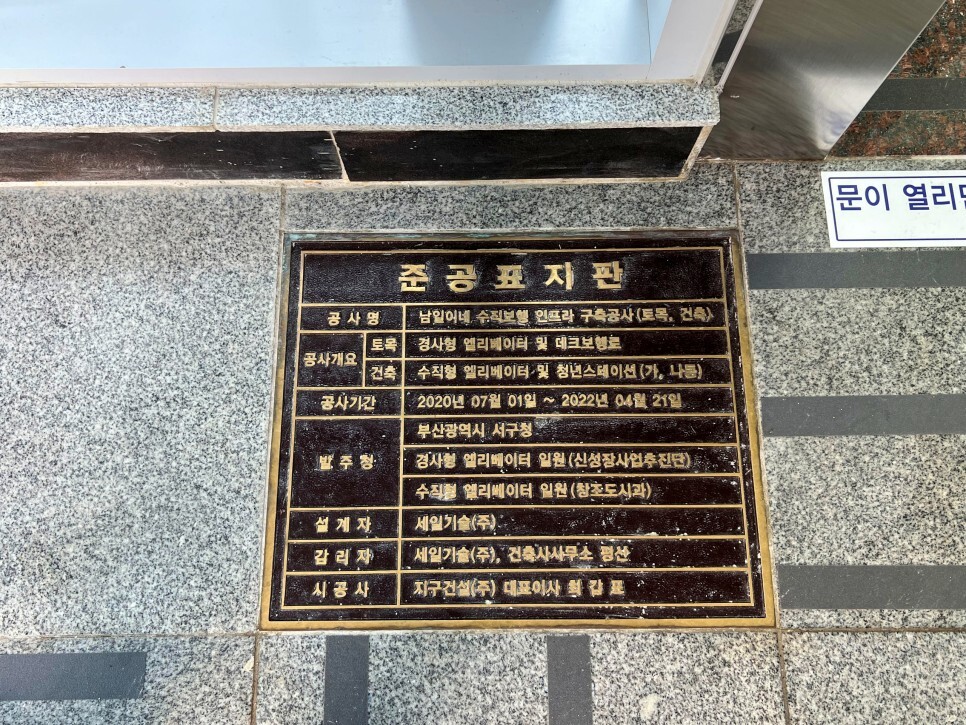 문이 열리면
준공표지판
공사명 남일이네 수직보행 인프라 구축공사(토목, 건축)
공사개요 토목 경사형 엘리베이터 및 데크보행로
건축 수직형 엘리베이터 및 청년스테이션(가, 나동)
공사기간 2020년 07월 01일 ~ 2022년 04월 21일
발주청 부산광역시 서구청
경사형 엘리베이터 일원(신성장사업추진단)
수직형 엘리베이터 일원(창조도시과)
설계자 세일기술(주)
감리자 세일기술(주), 건축사사무소 평산
시공사 지구건설(주) 대표이사 최갑표